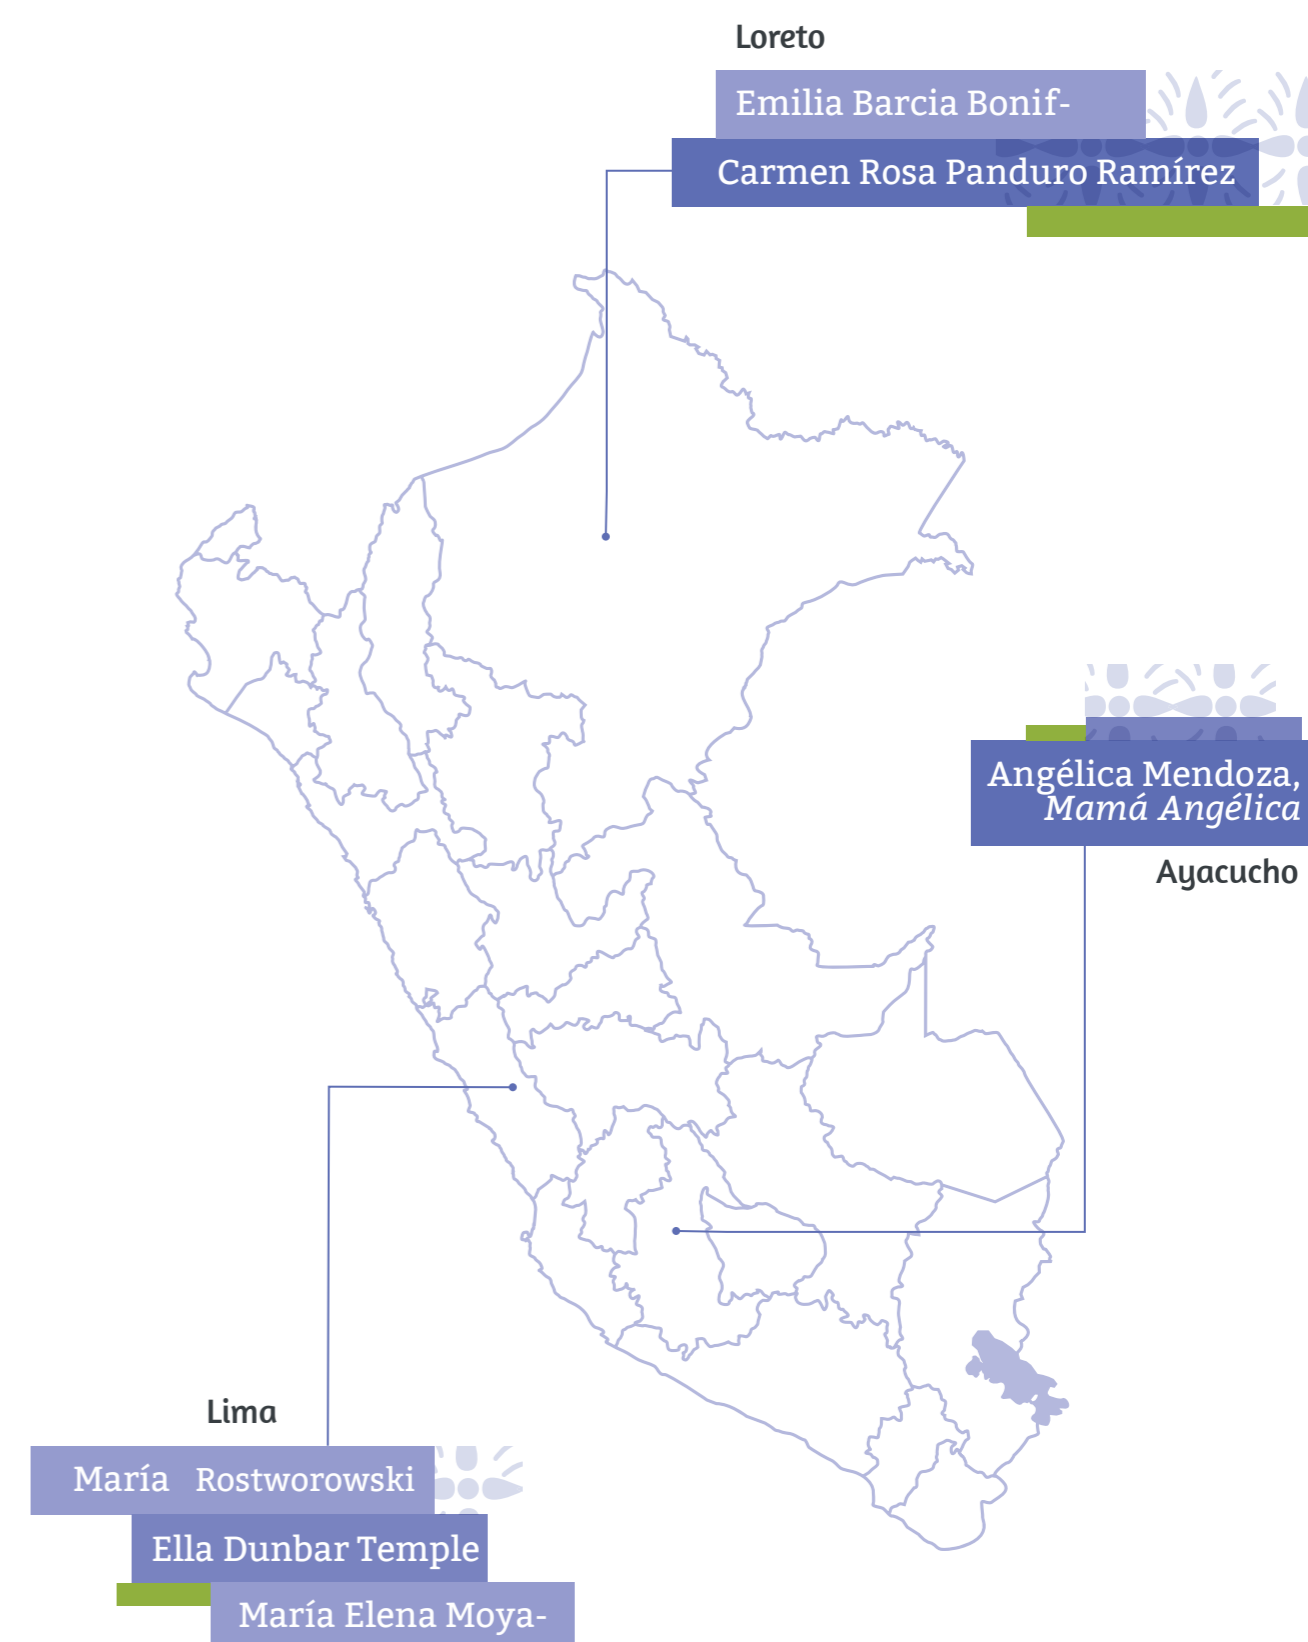 Loreto
Emilia Barcia Bonif-
Carmen Rosa Panduro Ramírez
Angélica Mendoza,
Mamá Angélica
Ayacucho
Lima
María Rostworowski
Ella Dunbar Temple
María Elena Moya-